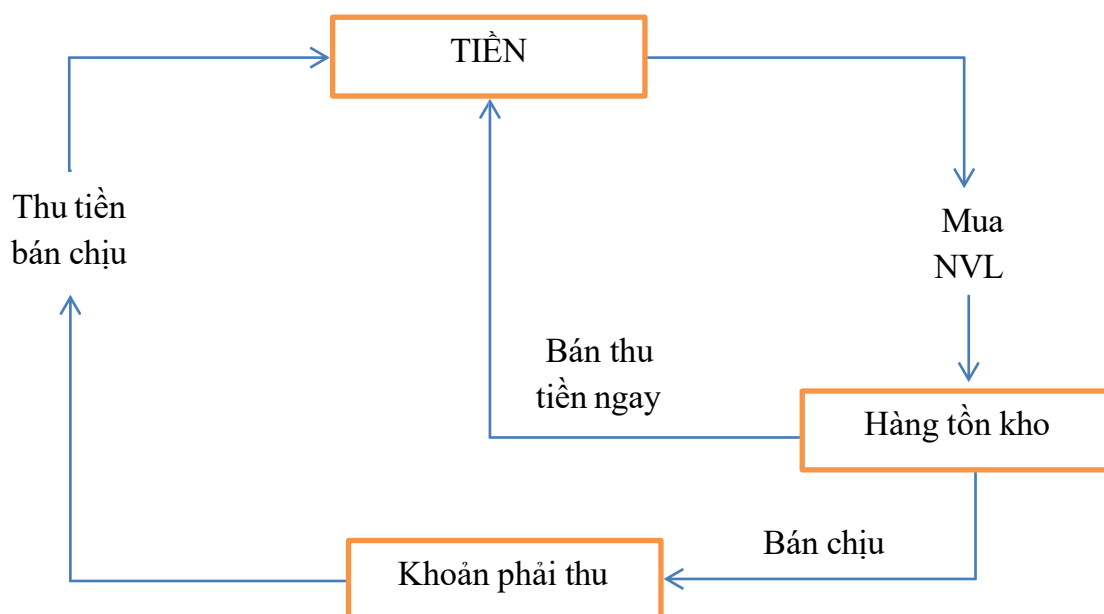 TIỀN
Thu tiền
bán chịu
Mua
NVL
Bán thu
tiền ngay
Hàng tồn kho
Bán chịu
Khoản phải thu